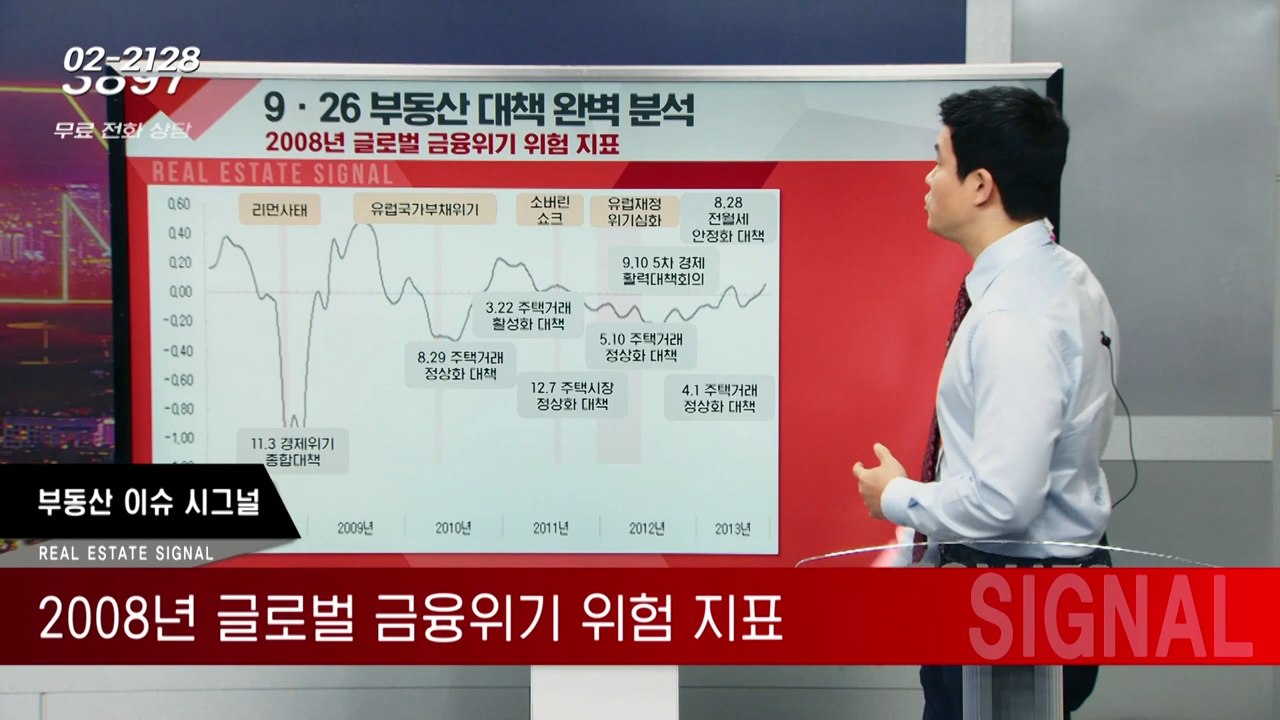 02-2128
3897
무료 전화 상담
9 · 26 부동산 대책 완벽 분석
2008년 글로벌 금융위기 위험 지표
REAL ESTATE SIGNAL
0,60
0,40
0,20
0,00
-0,20
-0,40
-0,60
-0,80
-1,00
리먼사태
유럽국가부채위기
소버린
쇼크
유럽재정
위기심화
8.28
전월세
안정화 대책
9.10 5차 경제
활력대책회의
3.22 주택거래
활성화 대책
5.10 주택거래
정상화 대책
8.29 주택거래
정상화 대책
12.7 주택시장
정상화 대책
4.1 주택거래
정상화 대책
11.3 경제위기
종합대책
2009년
2010년
2011년
2012년
2013년
부동산 이슈 시그널
REAL ESTATE SIGNAL
2008년 글로벌 금융위기 위험 지표
SIGNAL